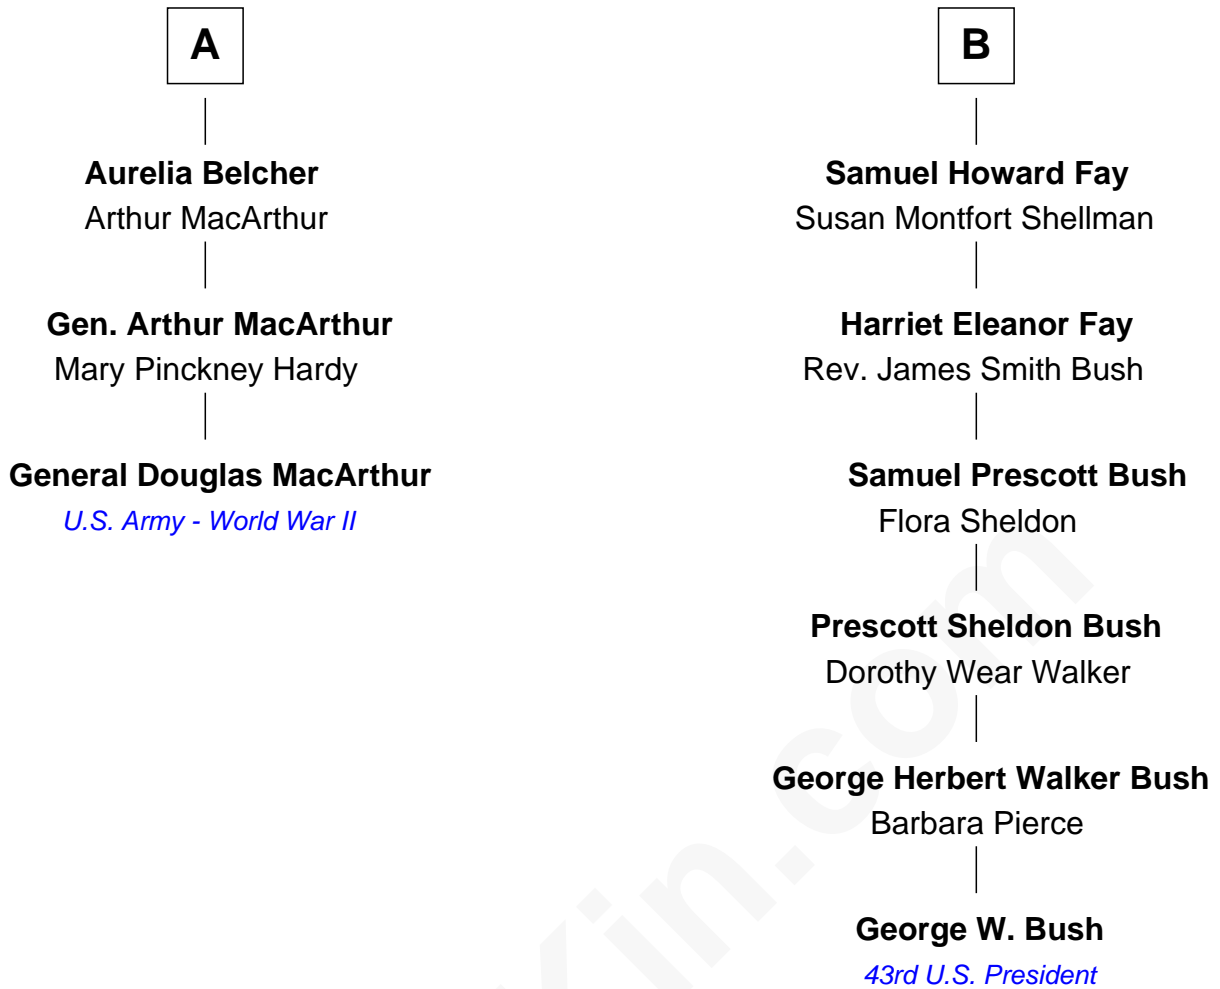 A
Aurelia Belcher
Arthur MacArthur
Gen. Arthur MacArthur
Mary Pinckney Hardy
General Douglas MacArthur
U.S. Army - World War II
B
Samuel Howard Fay
Susan Montfort Shellman
Harriet Eleanor Fay
Rev. James Smith Bush
Samuel Prescott Bush
Flora Sheldon
Prescott Sheldon Bush
Dorothy Wear Walker
George Herbert Walker Bush
Barbara Pierce
George W. Bush
43rd U.S. President
Kin.com